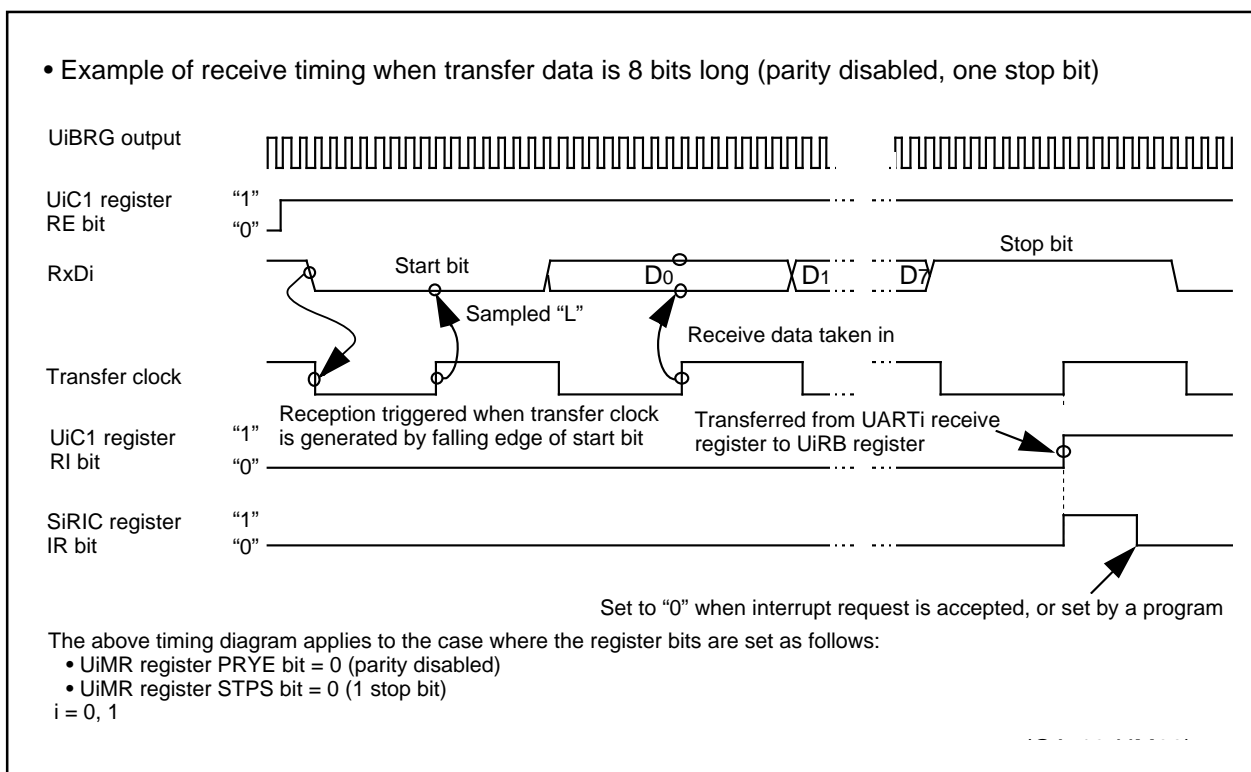 • Example of receive timing when transfer data is 8 bits long (parity disabled, one stop bit)
UiBRG output
UiC1 register
RE bit
“1”
“0”
RxDi
Start bit
D0
D1
D7
Stop bit
Sampled “L”
Receive data taken in
Transfer clock
Reception triggered when transfer clock
is generated by falling edge of start bit
Transferred from UARTi receive
register to UiRB register
UiC1 register
RI bit
“1”
“0”
SiRIC register
IR bit
“1”
“0”
Set to “0” when interrupt request is accepted, or set by a program
The above timing diagram applies to the case where the register bits are set as follows:
• UiMR register PRYE bit = 0 (parity disabled)
• UiMR register STPS bit = 0 (1 stop bit)
i = 0, 1